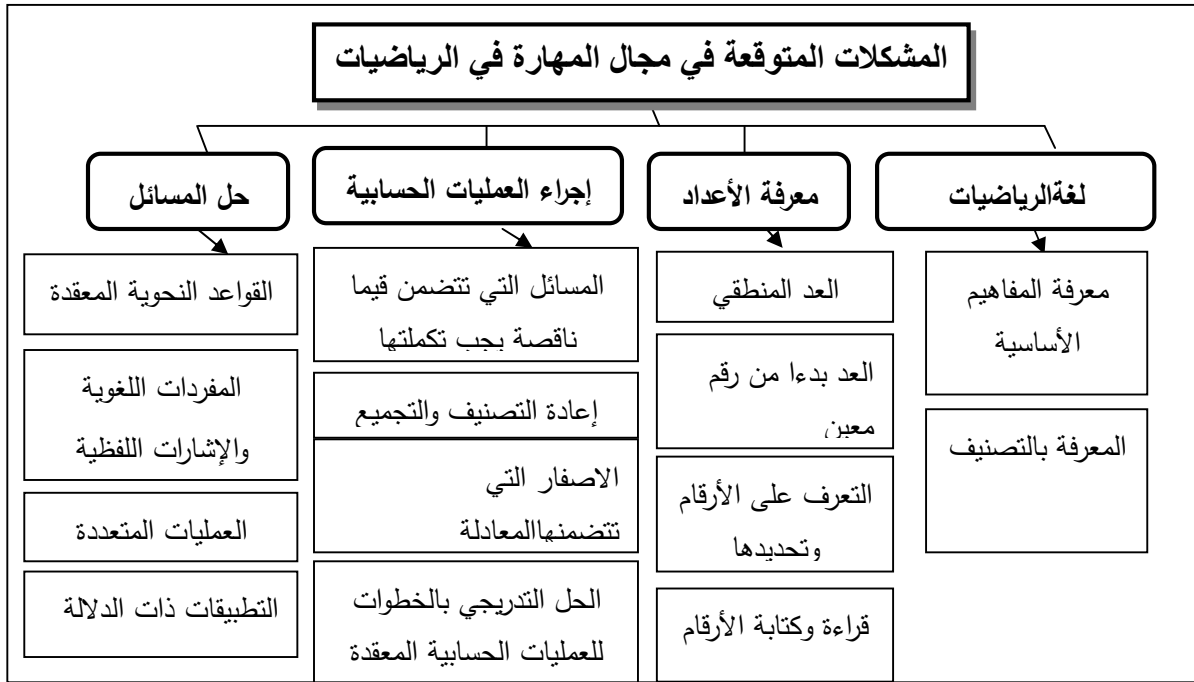 المشكلات المتوقعة في مجال المهارة في الرياضيات
لغةالرياضيات
معرفة المفاهيم
الأساسية
المعرفة بالتصنيف
معرفة الأعداد
العد المنطقي
العد بدءا من رقم
معين
التعرف على الأرقام
وتحديدها
قراءة وكتابة الأرقام
إجراء العمليات الحسابية
المسائل التي تتضمن قيما
ناقصة يجب تكملتها
إعادة التصنيف والتجميع
الاصفار التي
تتضمنهاالمعادلة
الحل التدريجي بالخطوات
للعمليات الحسابية المعقدة
حل المسائل
القواعد النحوية المعقدة
المفردات اللغوية
والإشارات اللفظية
العمليات المتعددة
التطبيقات ذات الدلالة